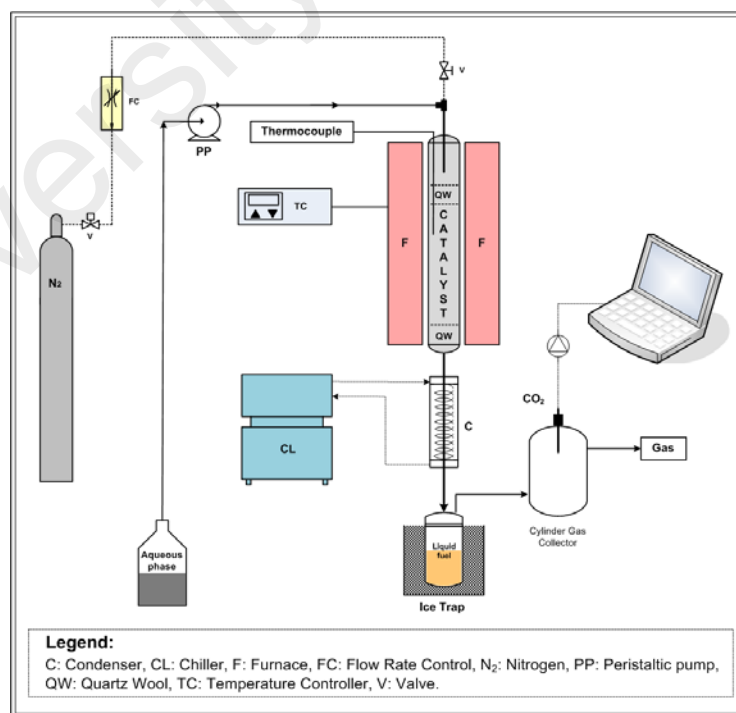 versity
V
FC
PP
Thermocouple
V
TC
N₂
F
QW
CATALYST
QW
F
CO₂
C
CL
Gas
Cylinder Gas
Collector
Aqueous
phase
Liquid
fuel
Ice Trap
Legend:
C: Condenser, CL: Chiller, F: Furnace, FC: Flow Rate Control, N₂: Nitrogen, PP: Peristaltic pump,
QW: Quartz Wool, TC: Temperature Controller, V: Valve.